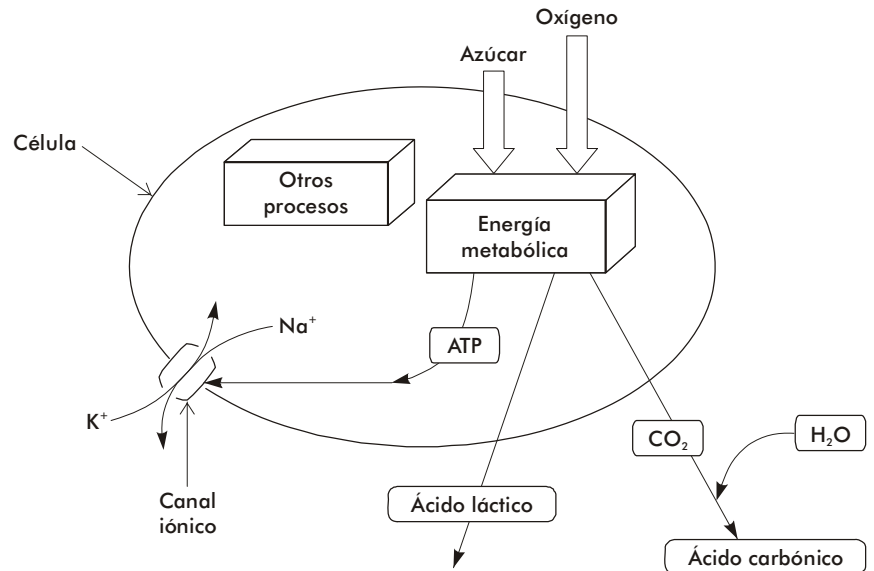 Oxígeno
Azúcar
Célula
Otros
procesos
Energía
metabólica
Na⁺
ATP
K⁺
CO₂
H₂O
Canal
iónico
Ácido láctico
Ácido carbónico